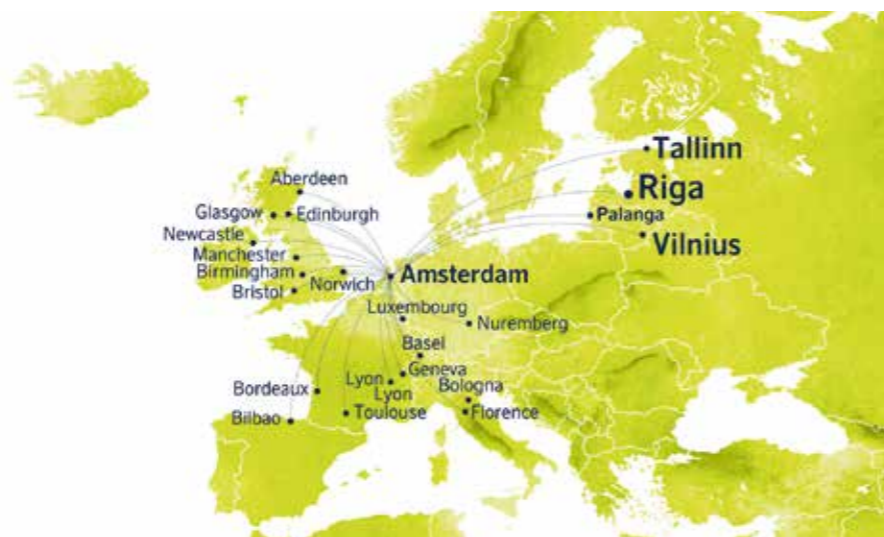 Tallinn
Aberdeen
Riga
Glasgow
Edinburgh
Palanga
Newcastle
Vilnius
Manchester
Birmingham
Amsterdam
Norwich
Bristol
Luxembourg
Nuremberg
Basel
Geneva
Lyon
Bologna
Bordeaux
Lyon
Toulouse
Florence
Bilbao